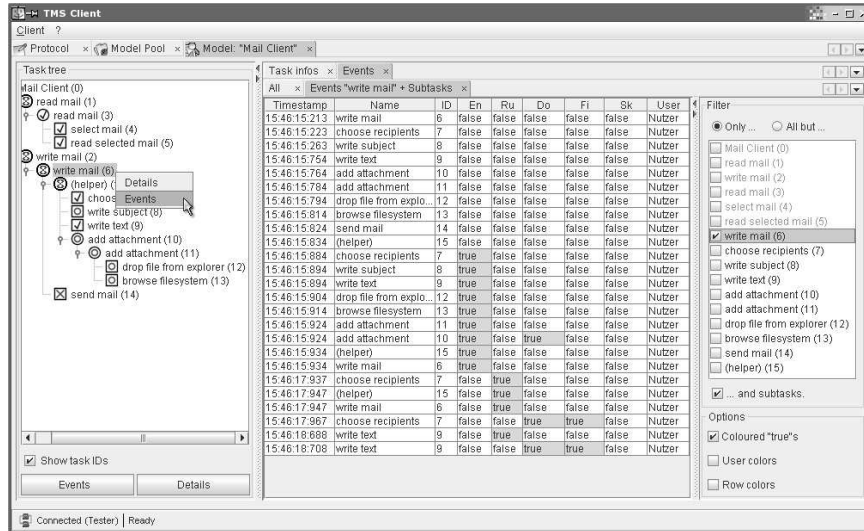 TMS Client
Client ?
Protocol Model Pool Model: "Mail Client"
Task tree
Mail Client (0)
read mail (1)
read mail (3)
select mail (4)
read selected mail (5)
write mail (2)
write mail (6)
(helper) (
Details
choos
Events
write subject (8)
write text (9)
add attachment (10)
add attachment (11)
drop file from explorer (12)
browse filesystem (13)
send mail (14)
Show task IDs
Events Details
Task infos Events
All Events "write mail" + Subtasks
Timestamp Name ID En Ru Do Fi Sk User
15:46:15:213 write mail 6 false false false false false Nutzer
15:46:15:223 choose recipients 7 false false false false false Nutzer
15:46:15:263 write subject 8 false false false false false Nutzer
15:46:15:754 write text 9 false false false false false Nutzer
15:46:15:764 add attachment 10 false false false false false Nutzer
15:46:15:784 add attachment 11 false false false false false Nutzer
15:46:15:794 drop file from explo... 12 false false false false false Nutzer
15:46:15:814 browse filesystem 13 false false false false false Nutzer
15:46:15:824 send mail 14 false false false false false Nutzer
15:46:15:834 (helper) 15 false false false false false Nutzer
15:46:15:884 choose recipients 7 true false false false false Nutzer
15:46:15:894 write subject 8 true false false false false Nutzer
15:46:15:894 write text 9 true false false false false Nutzer
15:46:15:904 drop file from explo... 12 true false false false false Nutzer
15:46:15:914 browse filesystem 13 true false false false false Nutzer
15:46:15:924 add attachment 11 true false false false false Nutzer
15:46:15:924 add attachment 10 true false true false false Nutzer
15:46:15:934 (helper) 15 true false false false false Nutzer
15:46:15:934 write mail 6 true false false false false Nutzer
15:46:17:937 choose recipients 7 false true false false false Nutzer
15:46:17:947 (helper) 15 false true false false false Nutzer
15:46:17:947 write mail 6 false true false false false Nutzer
15:46:17:967 choose recipients 7 false false true true false Nutzer
15:46:18:688 write text 9 false true false false false Nutzer
15:46:18:708 write text 9 false false true true false Nutzer
Filter
Only ... All but ...
Mail Client (0)
read mail (1)
write mail (2)
read mail (3)
select mail (4)
read selected mail (5)
write mail (6)
choose recipients (7)
write subject (8)
write text (9)
add attachment (10)
add attachment (11)
drop file from explorer (12)
browse filesystem (13)
send mail (14)
(helper) (15)
... and subtasks.
Options
Coloured "true"s
User colors
Row colors
Connected (Tester) Ready